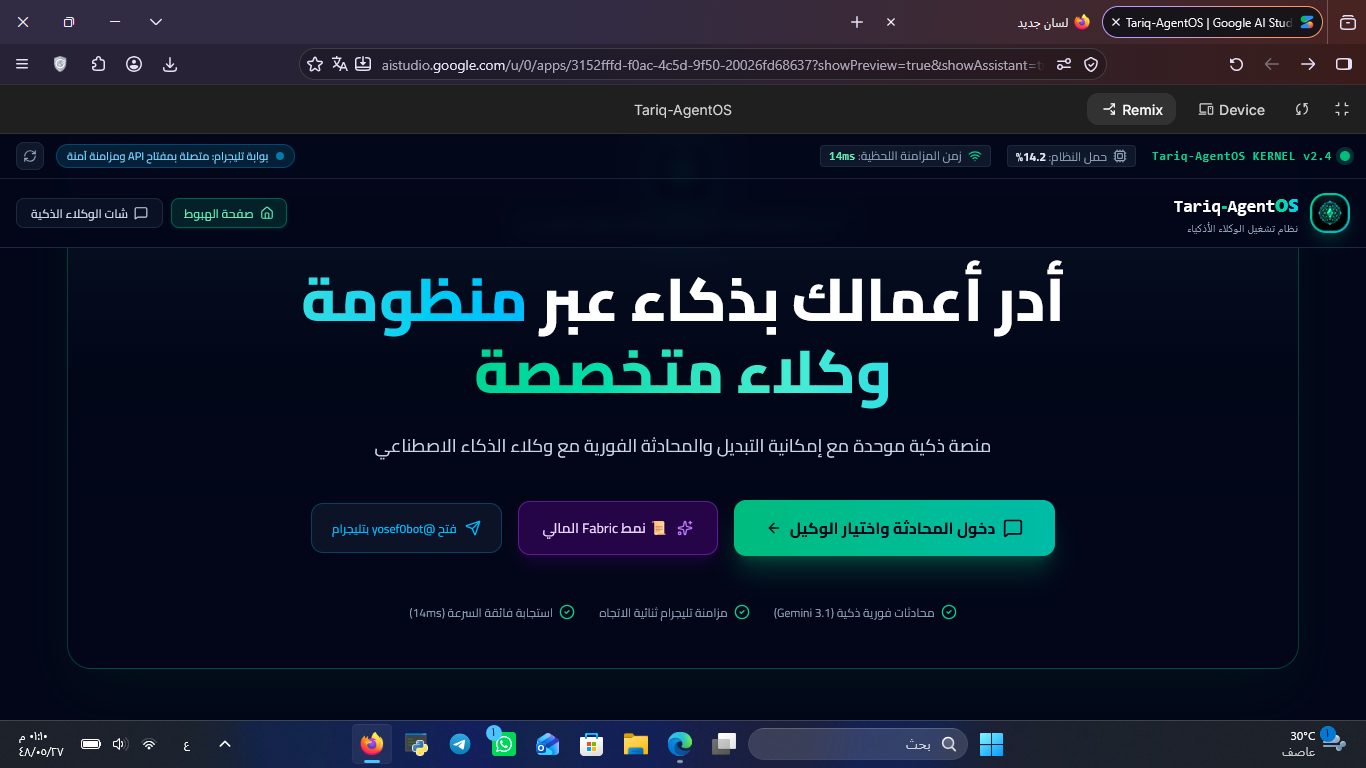 Tariq-AgentOS | Google AI Stud
لسان جديد
aistudio.google.com/u/0/apps/3152fffd-f0ac-4c5d-9f50-20026fd68637?showPreview=true&showAssistant=t
Tariq-AgentOS
Remix
Device
Tariq-AgentOS KERNEL v2.4
حمل النظام: 14.2%
زمن المزامنة اللحظية: 14ms
بوابة تليجرام: متصلة بمفتاح API ومزامنة آمنة
Tariq-AgentOS
نظام تشغيل الوكلاء الأذكياء
صفحة الهبوط
شات الوكلاء الذكية
أدر أعمالك بذكاء عبر منظومة
وكلاء متخصصة
منصة ذكية موحدة مع إمكانية التبديل والمحادثة الفورية مع وكلاء الذكاء الاصطناعي
دخول المحادثة واختيار الوكيل
نمط Fabric المالي
فتح @yosef0bot بتليجرام
محادثات فورية ذكية (Gemini 3.1)
مزامنة تليجرام ثنائية الاتجاه
استجابة فائقة السرعة (14ms)
30°C
عاصف
1
بحث
١
ع
٠١:١٠ م
٤٨/٠٥/٢٧